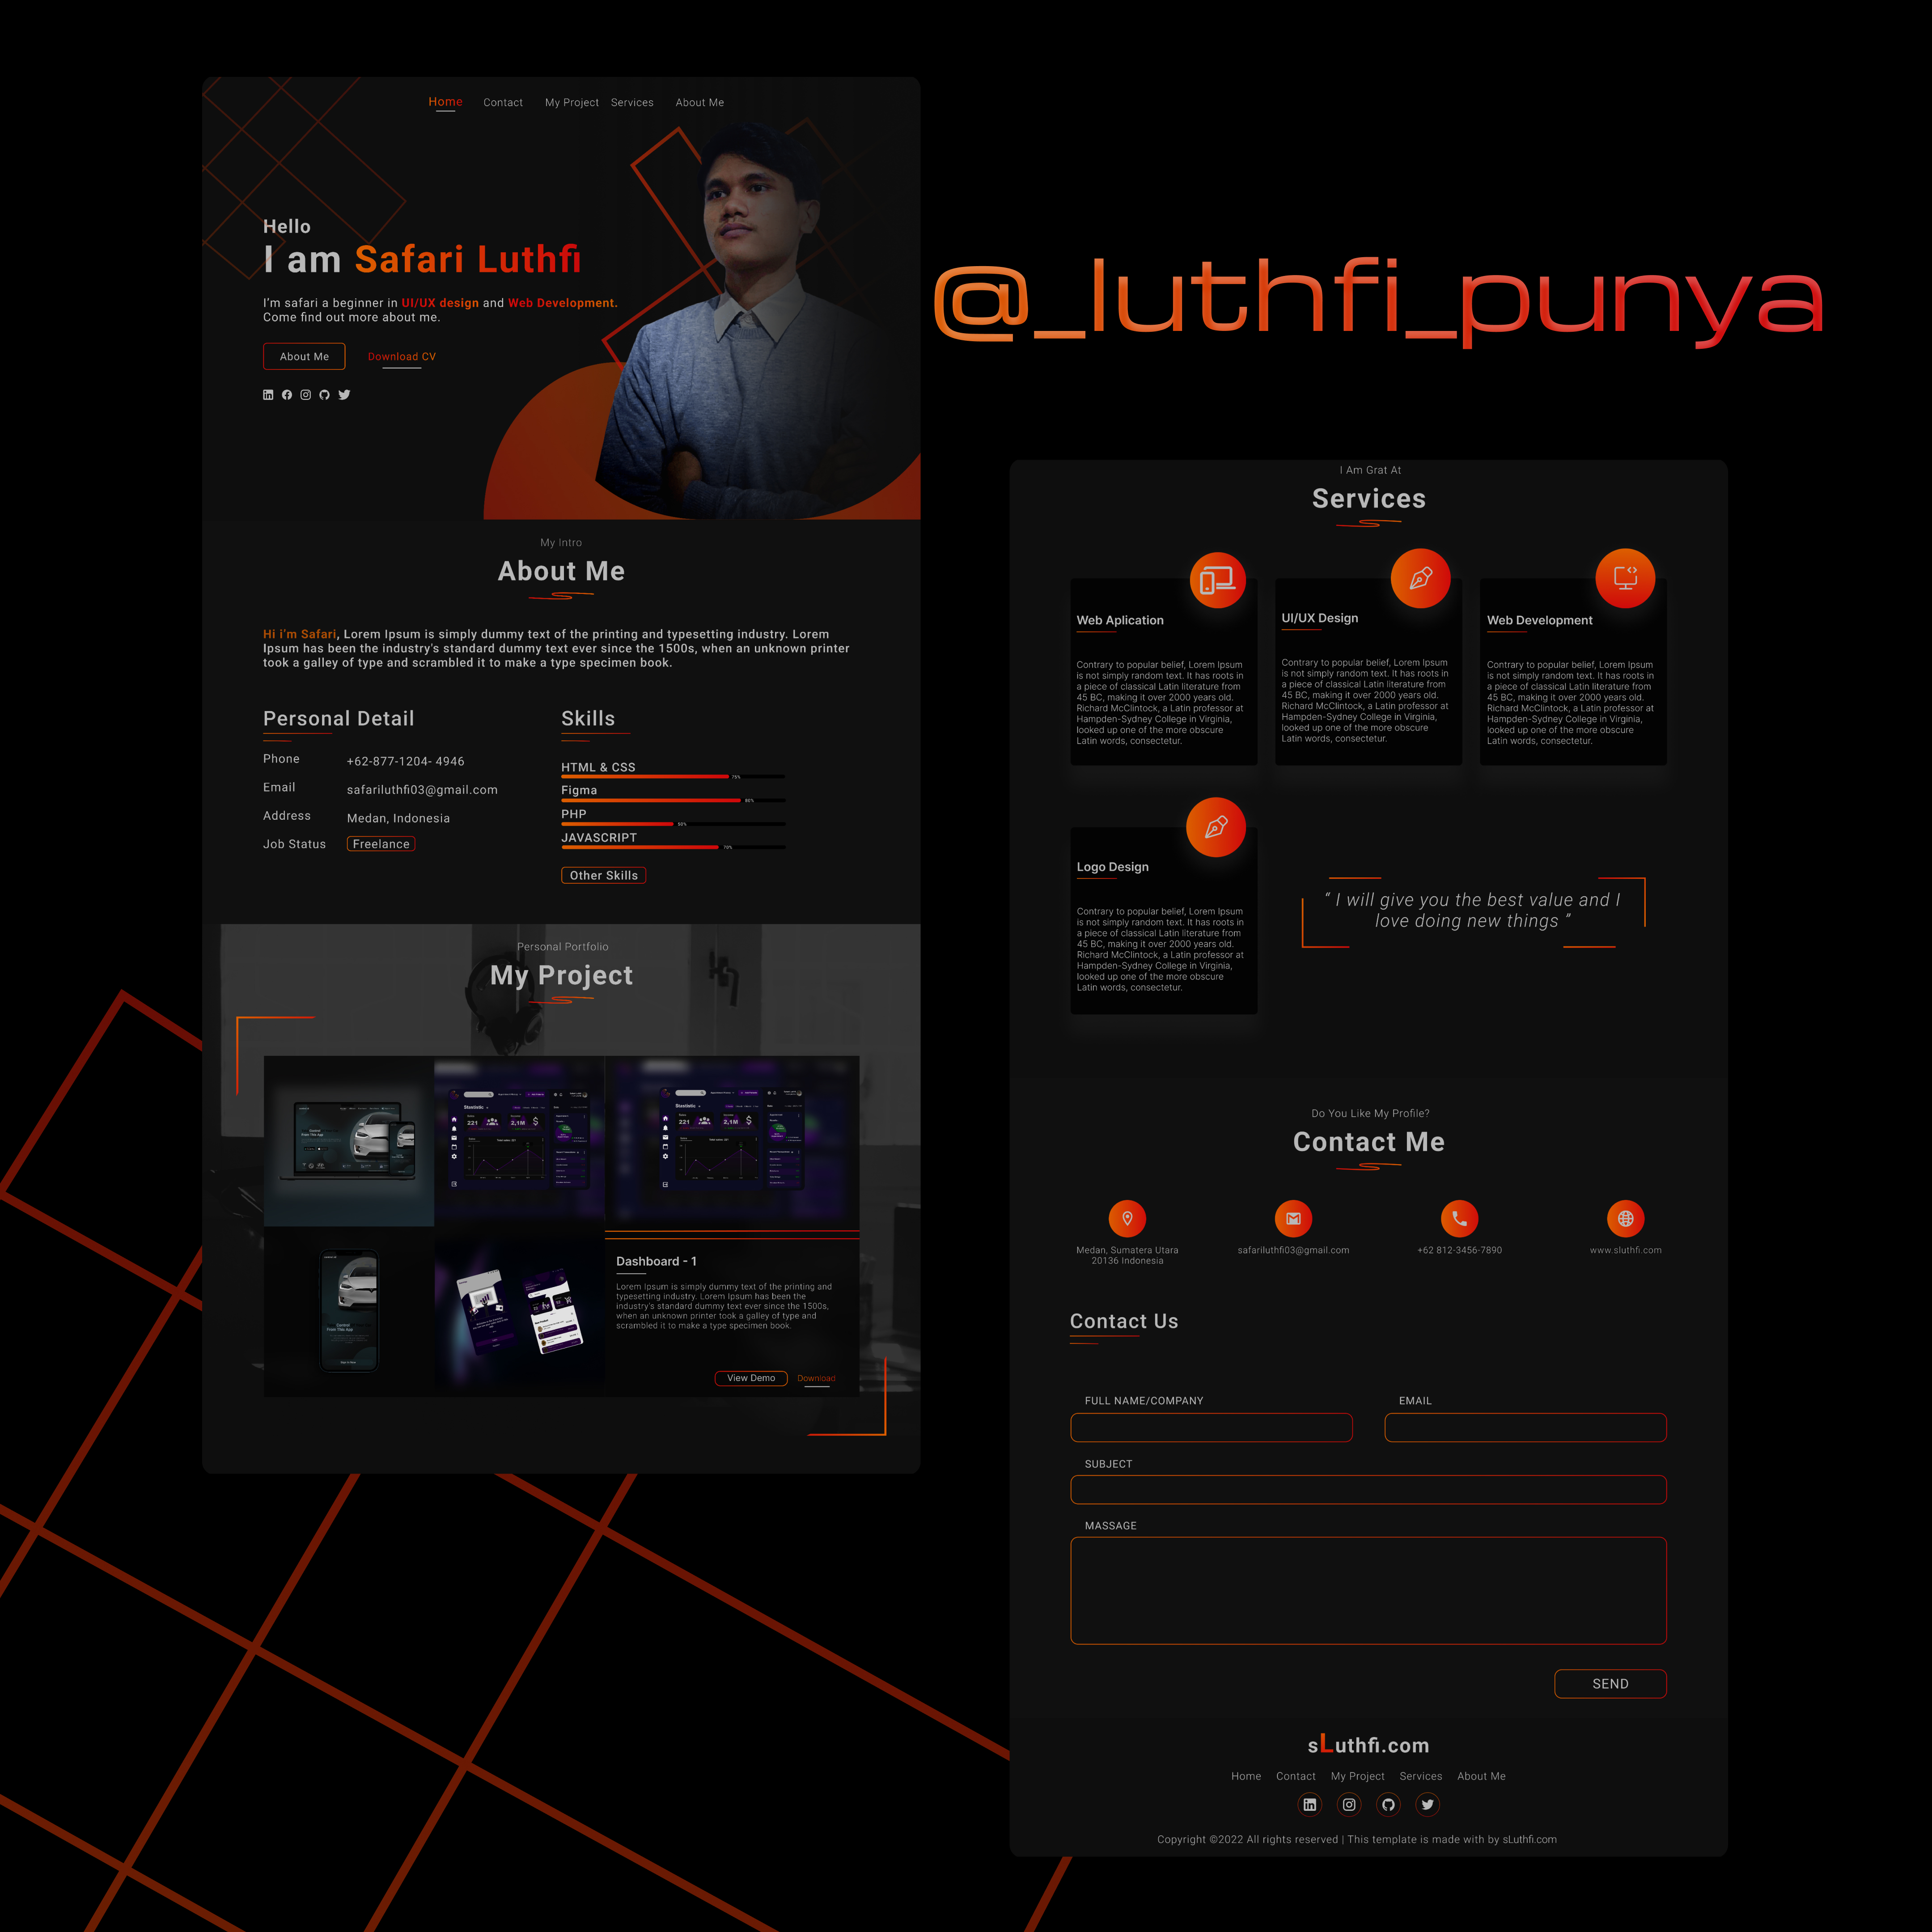 Home Contact My Project Services About Me
Hello
I am Safari Luthfi
I'm safari a beginner in UI/UX design and Web Development.
Come find out more about me.
About Me Download CV
@_luthfi_punya
My Intro
About Me
Hi i'm Safari, Lorem Ipsum is simply dummy text of the printing and typesetting industry. Lorem
Ipsum has been the industry's standard dummy text ever since the 1500s, when an unknown printer
took a galley of type and scrambled it to make a type specimen book.
Personal Detail
Phone +62-877-1204- 4946
Email safariluthfi03@gmail.com
Address Medan, Indonesia
Job Status Freelance
Skills
HTML & CSS
75%
Figma
80%
PHP
50%
JAVASCRIPT
70%
Other Skills
Personal Portfolio
My Project
Control
From This App
Stastistic
221 2,1M $
Stastistic
221 2,1M $
Control
From This App
Dashboard - 1
Lorem Ipsum is simply dummy text of the printing and
typesetting industry. Lorem Ipsum has been the
industry's standard dummy text ever since the 1500s,
when an unknown printer took a galley of type and
scrambled it to make a type specimen book.
View Demo Download
I Am Grat At
Services
Web Aplication
Contrary to popular belief, Lorem Ipsum
is not simply random text. It has roots in
a piece of classical Latin literature from
45 BC, making it over 2000 years old.
Richard McClintock, a Latin professor at
Hampden-Sydney College in Virginia,
looked up one of the more obscure
Latin words, consectetur.
UI/UX Design
Contrary to popular belief, Lorem Ipsum
is not simply random text. It has roots in
a piece of classical Latin literature from
45 BC, making it over 2000 years old.
Richard McClintock, a Latin professor at
Hampden-Sydney College in Virginia,
looked up one of the more obscure
Latin words, consectetur.
Web Development
Contrary to popular belief, Lorem Ipsum
is not simply random text. It has roots in
a piece of classical Latin literature from
45 BC, making it over 2000 years old.
Richard McClintock, a Latin professor at
Hampden-Sydney College in Virginia,
looked up one of the more obscure
Latin words, consectetur.
Logo Design
Contrary to popular belief, Lorem Ipsum
is not simply random text. It has roots in
a piece of classical Latin literature from
45 BC, making it over 2000 years old.
Richard McClintock, a Latin professor at
Hampden-Sydney College in Virginia,
looked up one of the more obscure
Latin words, consectetur.
“ I will give you the best value and I
love doing new things ”
Do You Like My Profile?
Contact Me
Medan, Sumatera Utara
20136 Indonesia
safariluthfi03@gmail.com
+62 812-3456-7890
www.sluthfi.com
Contact Us
FULL NAME/COMPANY EMAIL
SUBJECT
MASSAGE
SEND
sLuthfi.com
Home Contact My Project Services About Me
Copyright ©2022 All rights reserved | This template is made with by sLuthfi.com